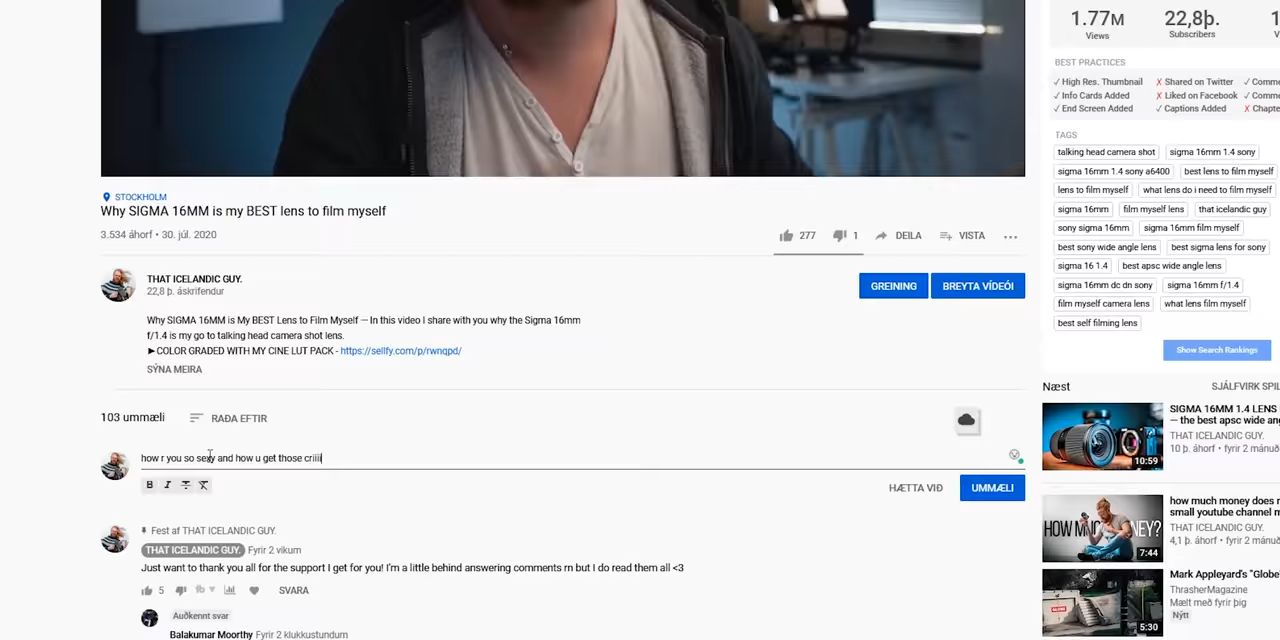 STOCKHOLM
Why SIGMA 16MM is my BEST lens to film myself
3.534 áhorf • 30. júl. 2020
277 1 DEILA VISTA
THAT ICELANDIC GUY.
22,8 þ. áskrifendur
GREINING BREYTA VÍDEÓI
Why SIGMA 16MM is My BEST Lens to Film Myself — In this video I share with you why the Sigma 16mm
f/1.4 is my go to talking head camera shot lens.
►COLOR GRADED WITH MY CINE LUT PACK - https://sellfy.com/p/rwnqpd/
SÝNA MEIRA
103 ummæli RAÐA EFTIR
how r you so sexy and how u get those criiii
B I T
HÆTTA VIÐ UMMÆLI
Fest af THAT ICELANDIC GUY.
THAT ICELANDIC GUY. Fyrir 2 vikum
Just want to thank you all for the support I get for you! I'm a little behind answering comments rn but I do read them all <3
5 SVARA
Auðkennt svar
Balakumar Moorthy Fyrir 2 klukkustundum
1.77M 22,8þ. 1
Views Subscribers V
BEST PRACTICES
✓ High Res. Thumbnail ✗ Shared on Twitter ✓ Comme
✓ Info Cards Added ✗ Liked on Facebook ✓ Comme
✓ End Screen Added ✓ Captions Added ✗ Chapte
TAGS
talking head camera shot sigma 16mm 1.4 sony
sigma 16mm 1.4 sony a6400 best lens to film myself
lens to film myself what lens do i need to film myself
sigma 16mm film myself lens that icelandic guy
sony sigma 16mm sigma 16mm film myself
best sony wide angle lens best sigma lens for sony
sigma 16 1.4 best apsc wide angle lens
sigma 16mm dc dn sony sigma 16mm f/1.4
film myself camera lens what lens film myself
best self filming lens
Show Search Rankings
Næst SJÁLFVIRK SPIL
SIGMA 16MM 1.4 LENS
— the best apsc wide ang
THAT ICELANDIC GUY.
10 þ. áhorf • fyrir 2 mánuð
10:59
how much money does m
small youtube channel m
THAT ICELANDIC GUY.
4,1 þ. áhorf • fyrir 2 mánuð
HOW MUC NEY?
7:44
Mark Appleyard's "Globe
ThrasherMagazine
Mælt með fyrir þig
Nýtt
5:30